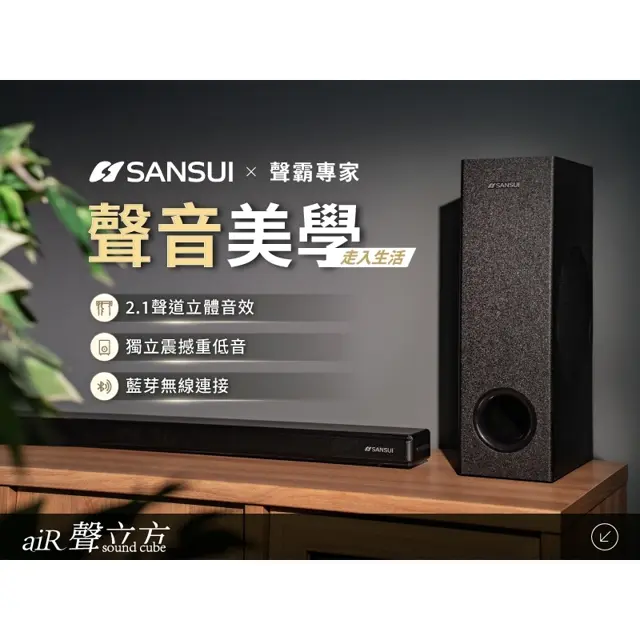 SANSUI × 聲霸專家
聲音美學
走入生活
2.1聲道立體音效
獨立震撼重低音
藍芽無線連接
SANSUI
SANSUI
aiR 聲立方
sound cube